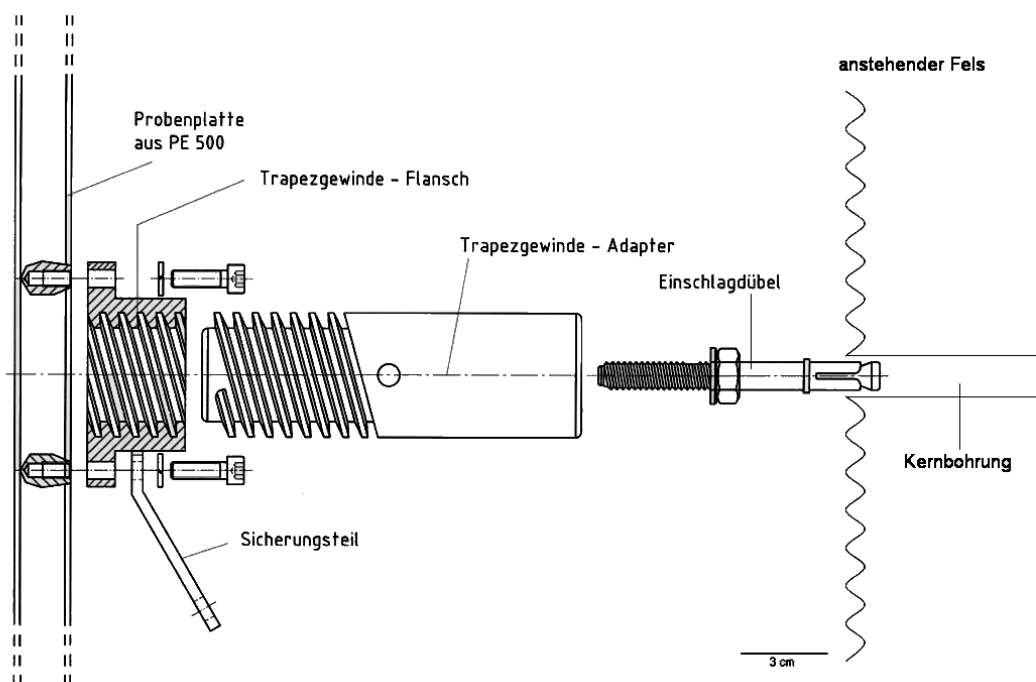 anstehender Fels
Probenplatte
aus PE 500
Trapezgewinde - Flansch
Trapezgewinde - Adapter
Einschlagdübel
Kernbohrung
Sicherungsteil
3 cm